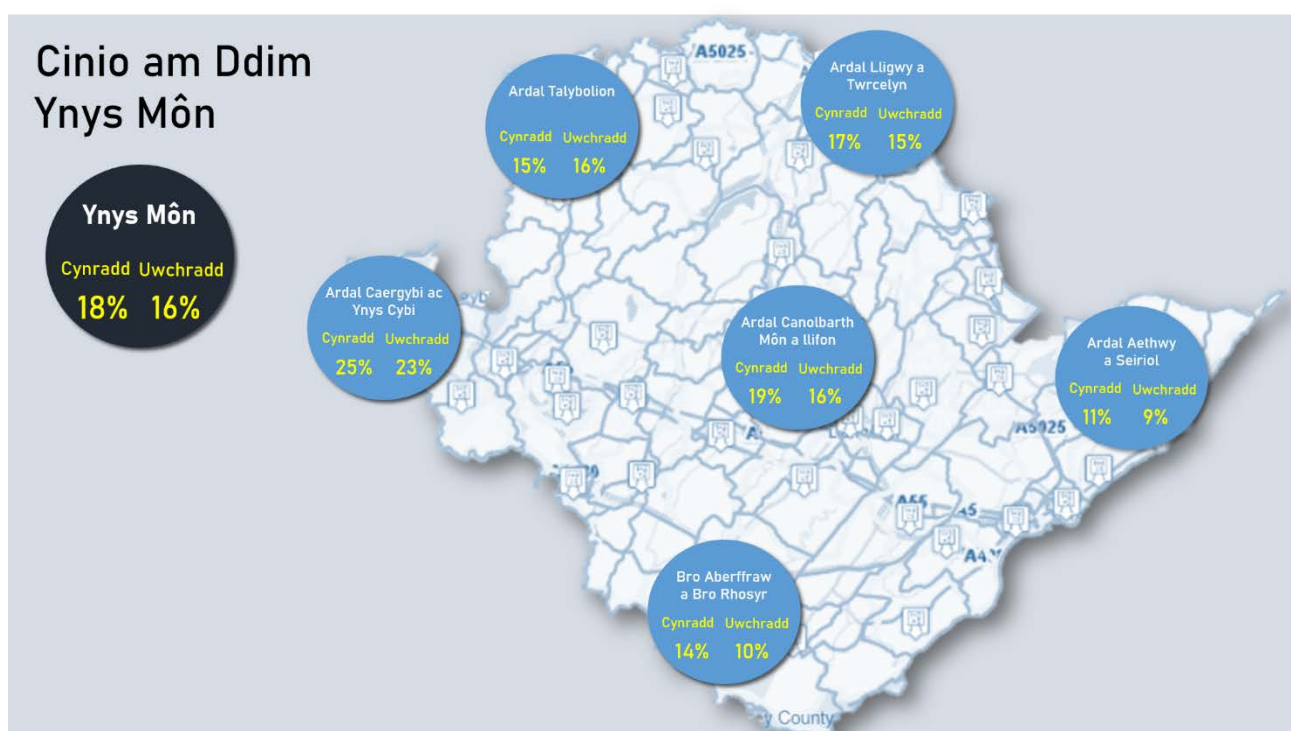 Cinio am Ddim
Ynys Môn
Ynys Môn
Cynradd Uwchradd
18% 16%
A5025
Ardal Talybolion
Cynradd Uwchradd
15% 16%
Ardal Lligwy a
Twrcelyn
Cynradd Uwchradd
17% 15%
Ardal Caergybi ac
Ynys Cybi
Cynradd Uwchradd
25% 23%
Ardal Canolbarth
Môn a llifon
Cynradd Uwchradd
19% 16%
Ardal Aethwy
a Seiriol
Cynradd Uwchradd
11% 9%
A5025
A55
A5
Bro Aberffraw
a Bro Rhosyr
Cynradd Uwchradd
14% 10%
County